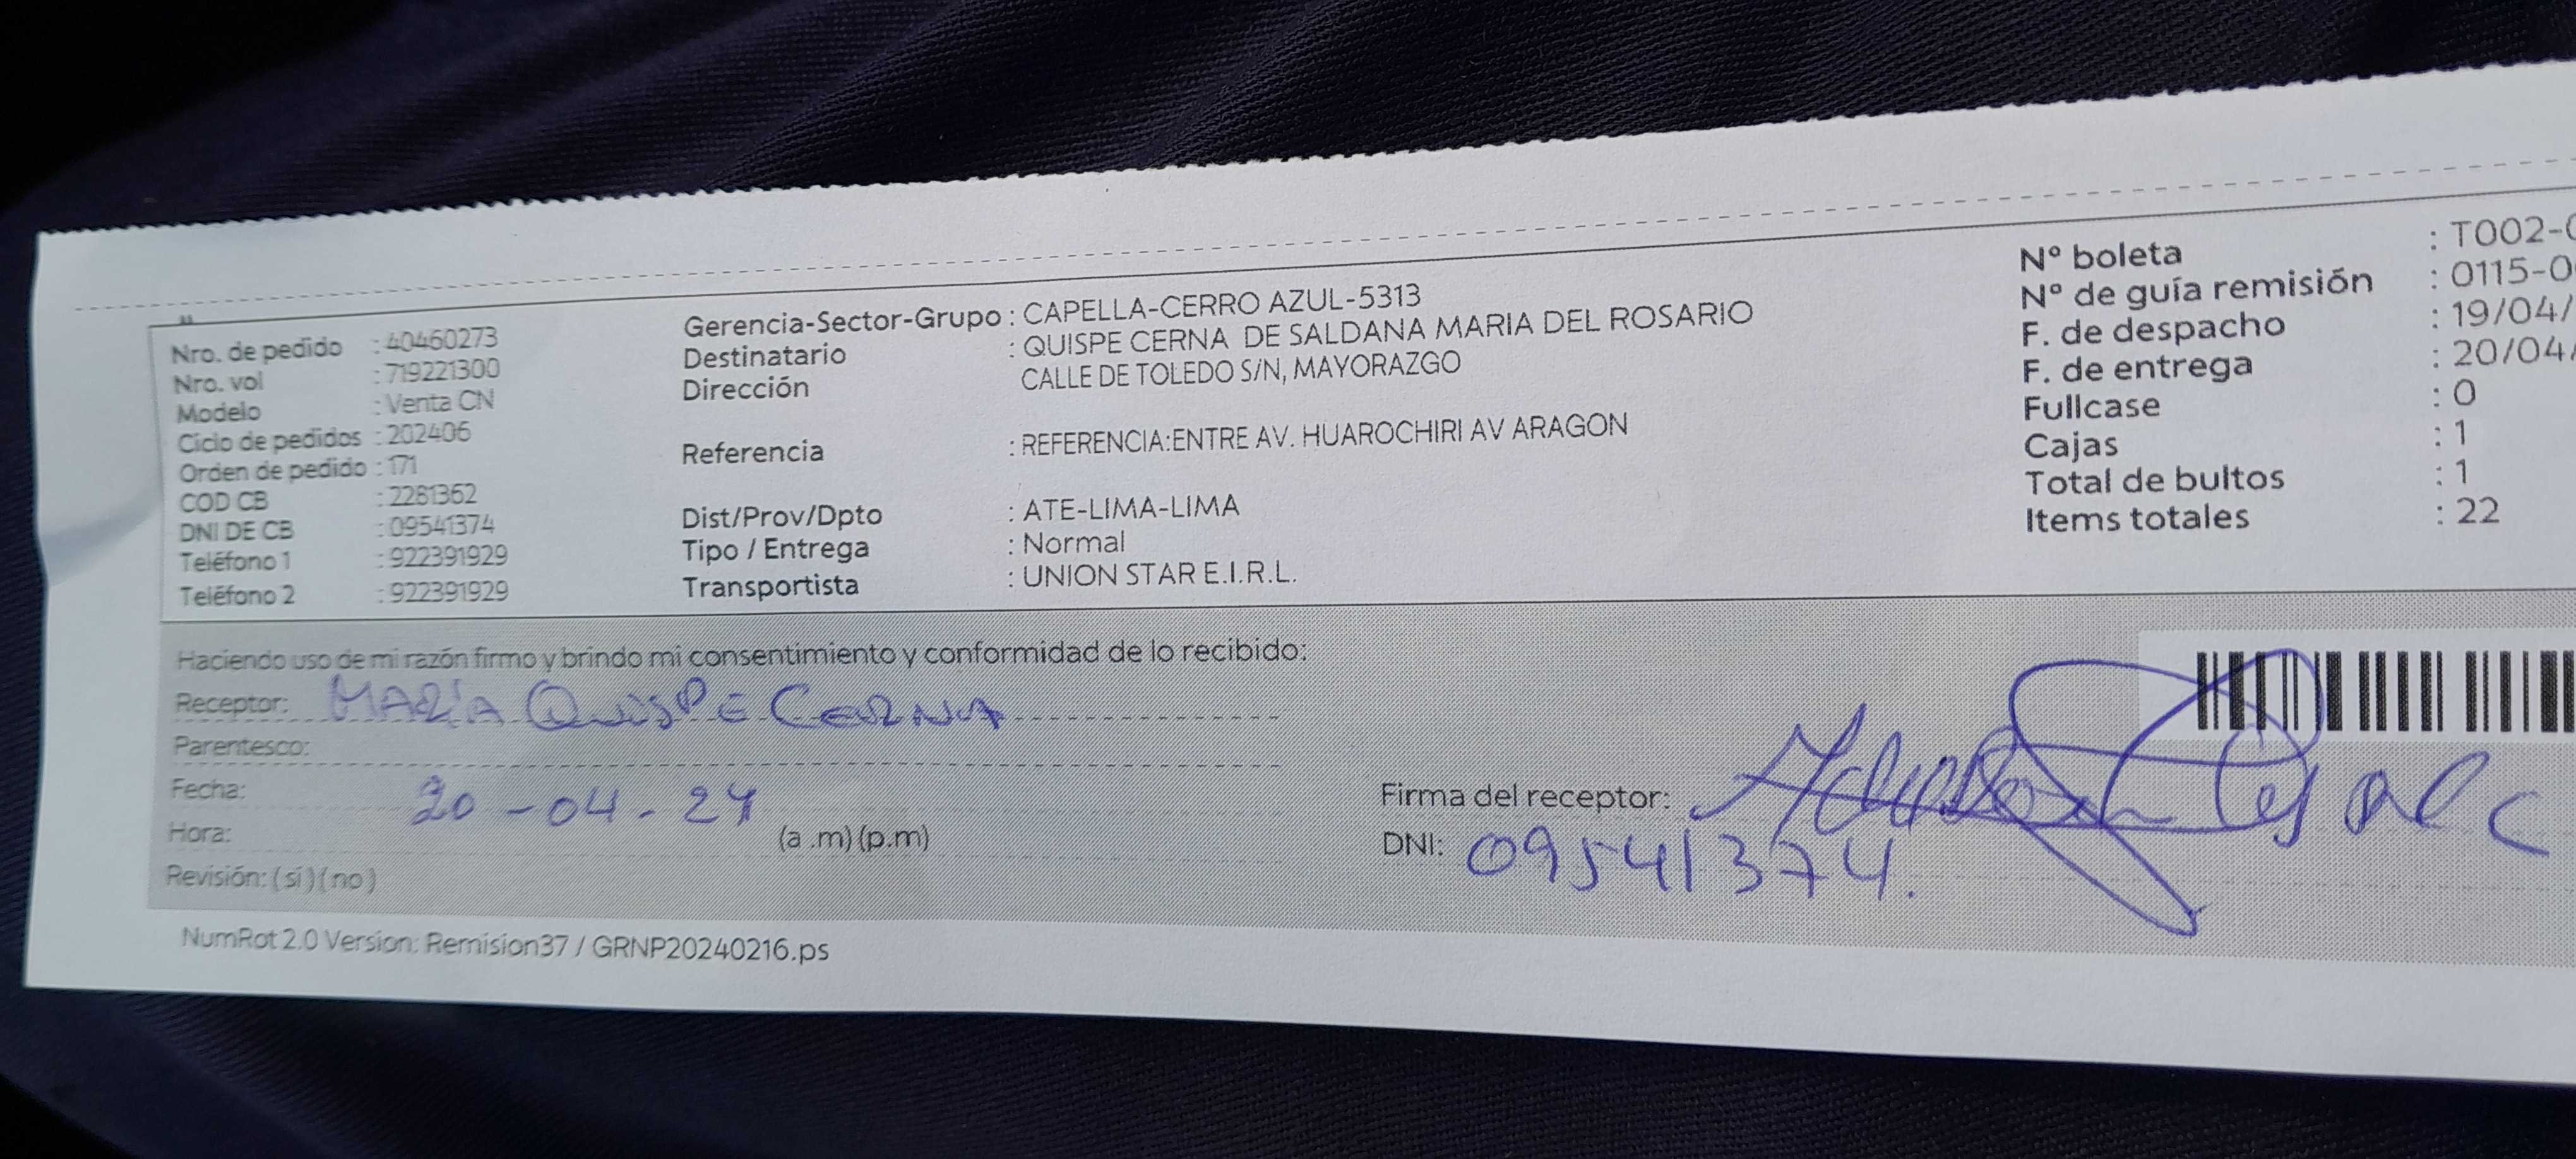 Nro. de pedido : 40460273
Nro. vol : 719221300
Modelo : Venta CN
Ciclo de pedidos : 202406
Orden de pedido : 171
COD CB : 2281362
DNI DE CB : 09541374
Teléfono 1 : 922391929
Teléfono 2 : 922391929
Gerencia-Sector-Grupo : CAPELLA-CERRO AZUL-5313
Destinatario : QUISPE CERNA DE SALDANA MARIA DEL ROSARIO
Dirección CALLE DE TOLEDO S/N, MAYORAZGO
Referencia : REFERENCIA:ENTRE AV. HUAROCHIRI AV ARAGON
Dist/Prov/Dpto : ATE-LIMA-LIMA
Tipo / Entrega : Normal
Transportista : UNION STAR E.I.R.L.
Nº boleta : T002-0
Nº de guía remisión : 0115-0
F. de despacho : 19/04/
F. de entrega : 20/04/
Fullcase : 0
Cajas : 1
Total de bultos : 1
Items totales : 22
Haciendo uso de mi razón firmo y brindo mi consentimiento y conformidad de lo recibido:
Receptor: MARÍA QUISPE CERNA
Parentesco:
Fecha: 20-04-24
Hora: (a .m) (p.m)
Revisión: (sí) (no)
Firma del receptor:
DNI: 09541374.
NumRot 2.0 Version: Remision37 / GRNP20240216.ps